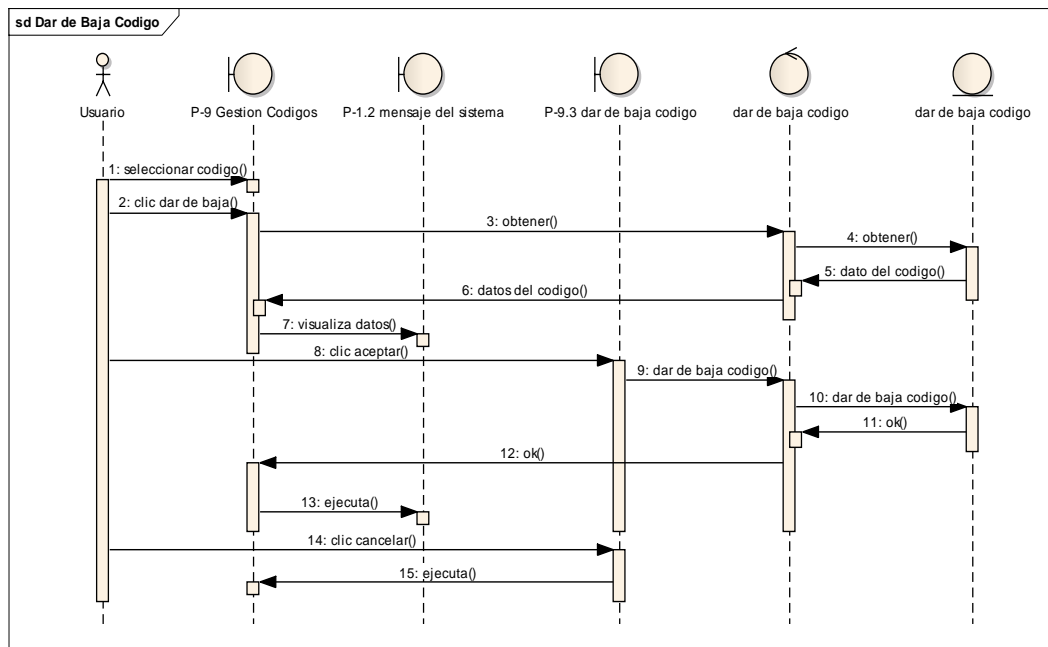 sd Dar de Baja Codigo
Usuario
P-9 Gestion Codigos
P-1.2 mensaje del sistema
P-9.3 dar de baja codigo
dar de baja codigo
dar de baja codigo
1: seleccionar codigo()
2: clic dar de baja()
3: obtener()
4: obtener()
5: dato del codigo()
6: datos del codigo()
7: visualiza datos()
8: clic aceptar()
9: dar de baja codigo()
10: dar de baja codigo()
11: ok()
12: ok()
13: ejecuta()
14: clic cancelar()
15: ejecuta()